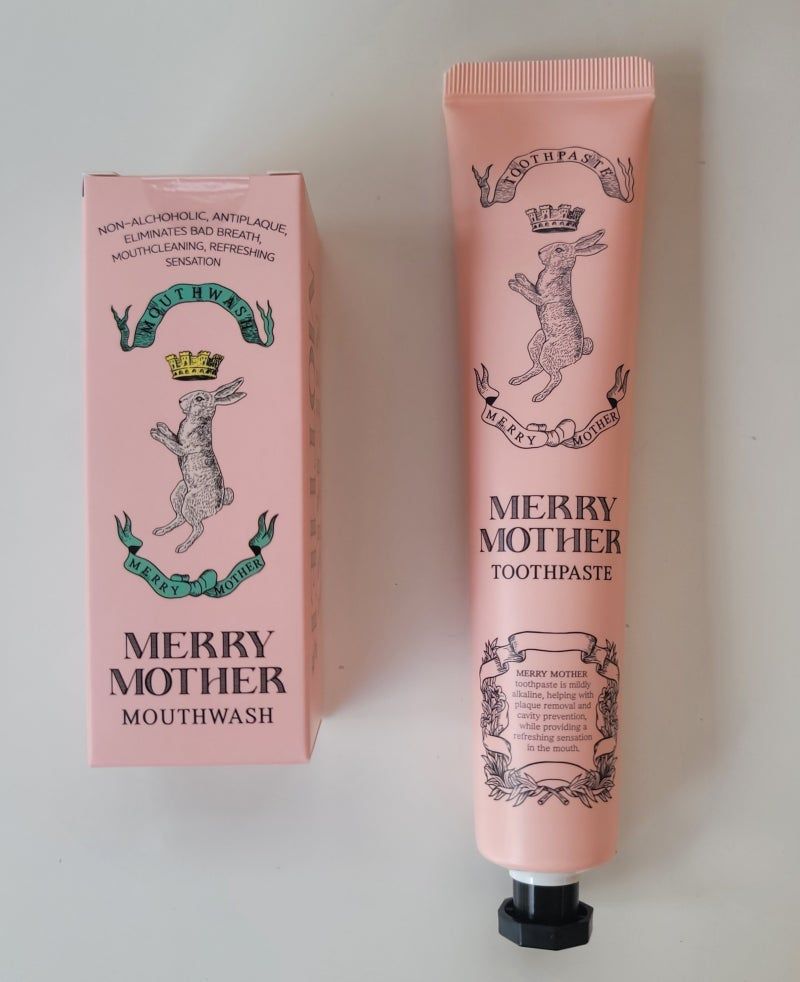 NON-ALCHOHOLIC, ANTIPLAQUE,
ELIMINATES BAD BREATH,
MOUTHCLEANING, REFRESHING
SENSATION
MOUTHWASH
MERRY MOTHER
MERRY
MOTHER
MOUTHWASH
TOOTHPASTE
MERRY MOTHER
MERRY
MOTHER
TOOTHPASTE
MERRY MOTHER
toothpaste is mildly
alkaline, helping with
plaque removal and
cavity prevention,
while providing a
refreshing sensation
in the mouth.